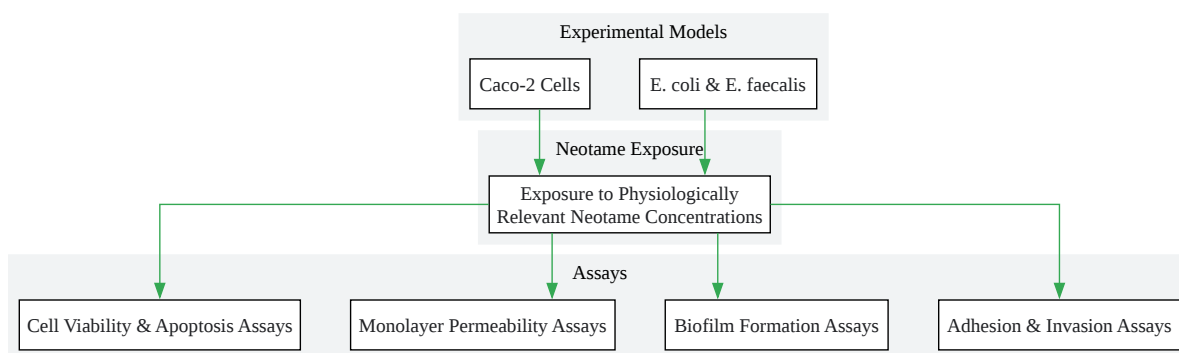 Experimental Models
Caco-2 Cells
E. coli & E. faecalis
Neotame Exposure
Exposure to Physiologically
Relevant Neotame Concentrations
Assays
Cell Viability & Apoptosis Assays
Monolayer Permeability Assays
Biofilm Formation Assays
Adhesion & Invasion Assays